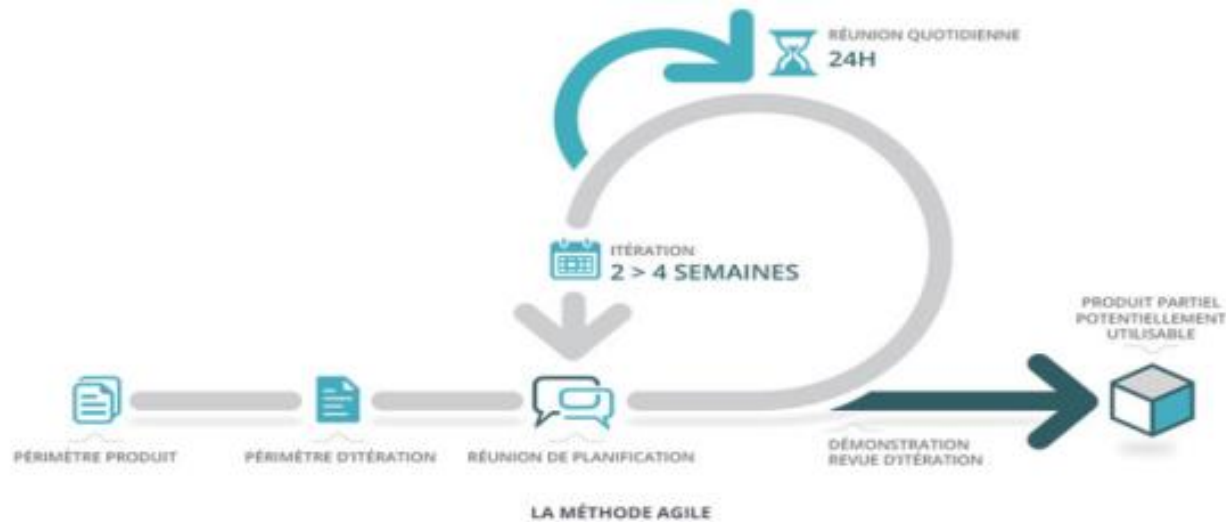 RÉUNION QUOTIDIENNE
24H
ITÉRATION
2 > 4 SEMAINES
PRODUIT PARTIEL
POTENTIELLEMENT
UTILISABLE
PÉRIMÈTRE PRODUIT
PÉRIMÈTRE D'ITÉRATION
RÉUNION DE PLANIFICATION
DÉMONSTRATION
REVUE D'ITÉRATION
LA MÉTHODE AGILE